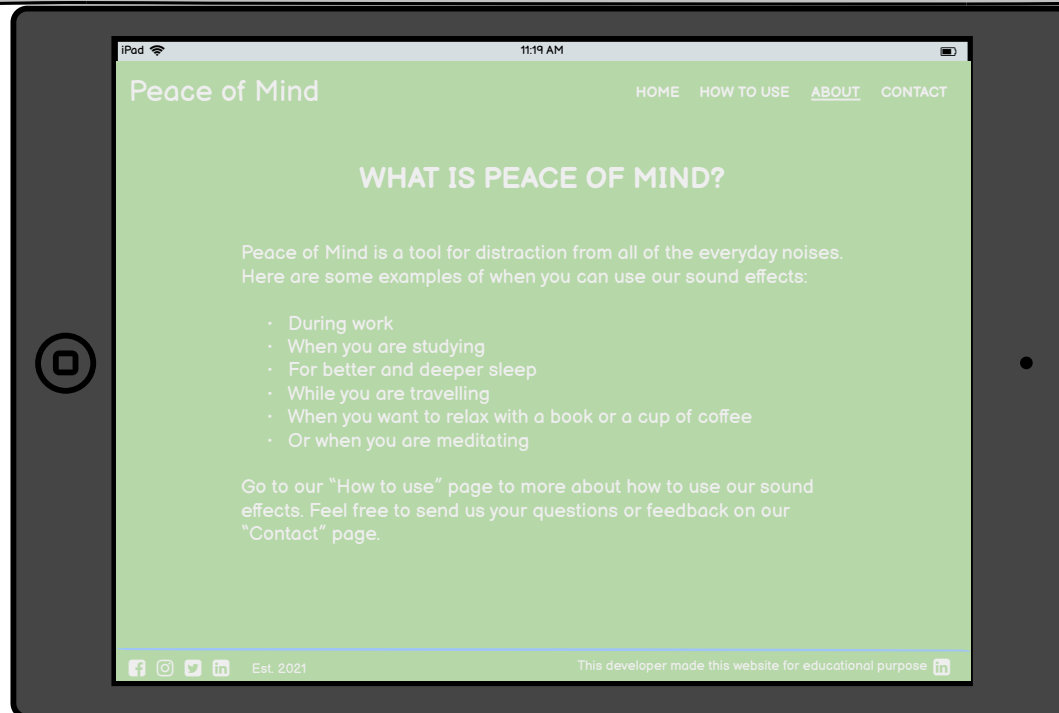 iPad
11:19 AM
Peace of Mind
HOME HOW TO USE ABOUT CONTACT
WHAT IS PEACE OF MIND?
Peace of Mind is a tool for distraction from all of the everyday noises.
Here are some examples of when you can use our sound effects:
· During work
· When you are studying
· For better and deeper sleep
· While you are travelling
· When you want to relax with a book or a cup of coffee
· Or when you are meditating
Go to our “How to use” page to more about how to use our sound
effects. Feel free to send us your questions or feedback on our
“Contact” page.
Est. 2021
This developer made this website for educational purpose